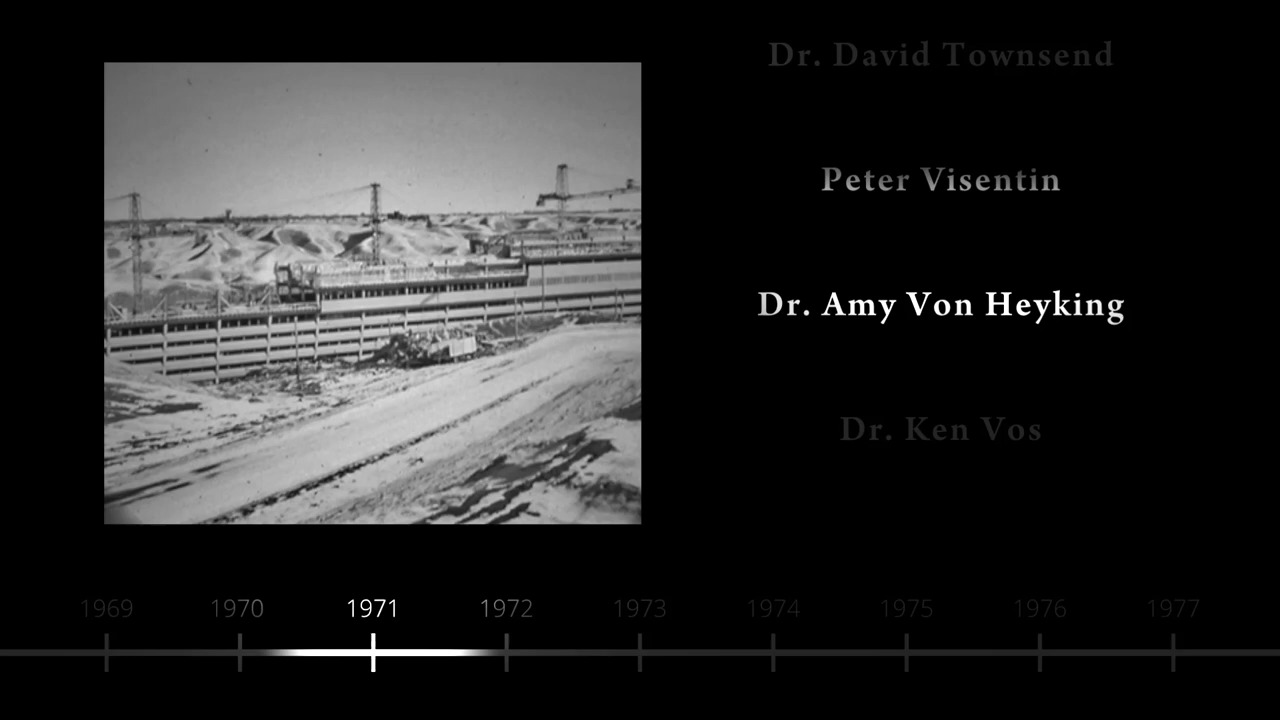 Dr. David Townsend
Peter Visentin
Dr. Amy Von Heyking
Dr. Ken Vos
1969 1970 1971 1972 1973 1974 1975 1976 1977